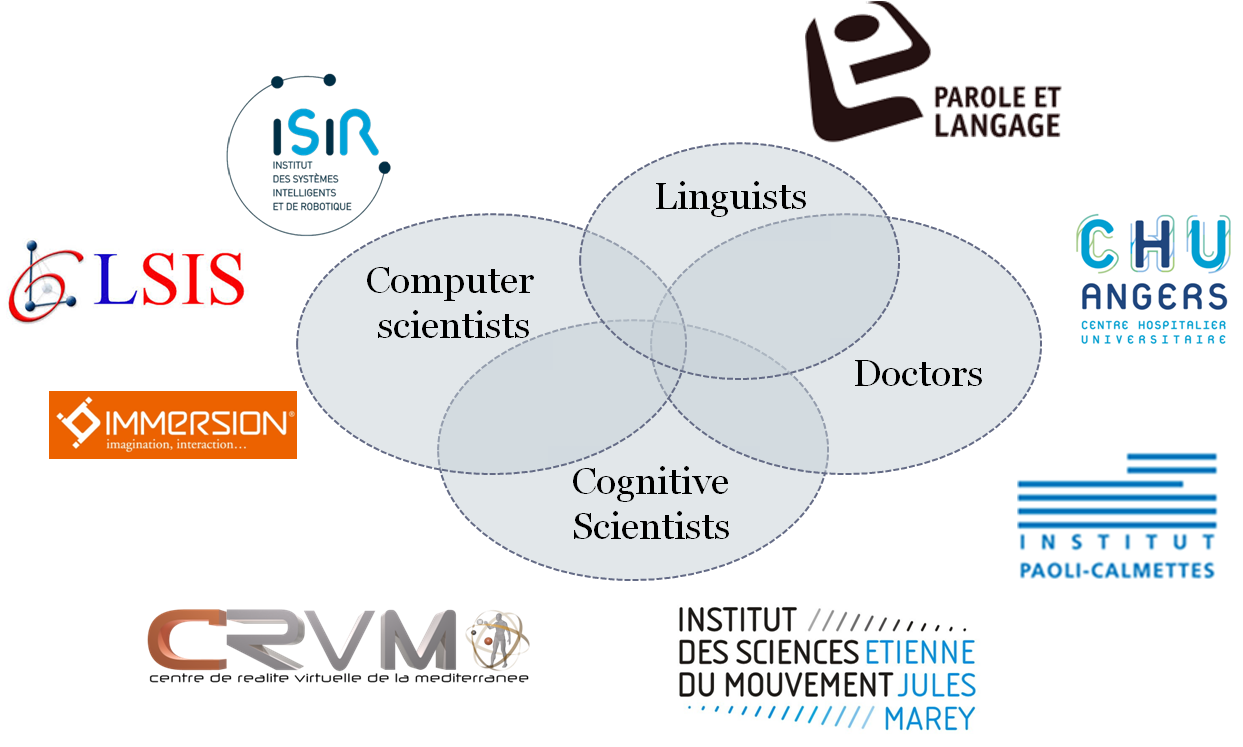 PAROLE ET
LANGAGE
ISIR
INSTITUT
DES SYSTÈMES
INTELLIGENTS
ET DE ROBOTIQUE
Linguists
CHU
ANGERS
CENTRE HOSPITALIER
UNIVERSITAIRE
LSIS
Computer
scientists
Doctors
IMMERSION®
imagination, interaction...
Cognitive
Scientists
INSTITUT
PAOLI-CALMETTES
CRVM
centre de realite virtuelle de la mediterranee
INSTITUT
DES SCIENCES ETIENNE
DU MOUVEMENT JULES
MAREY